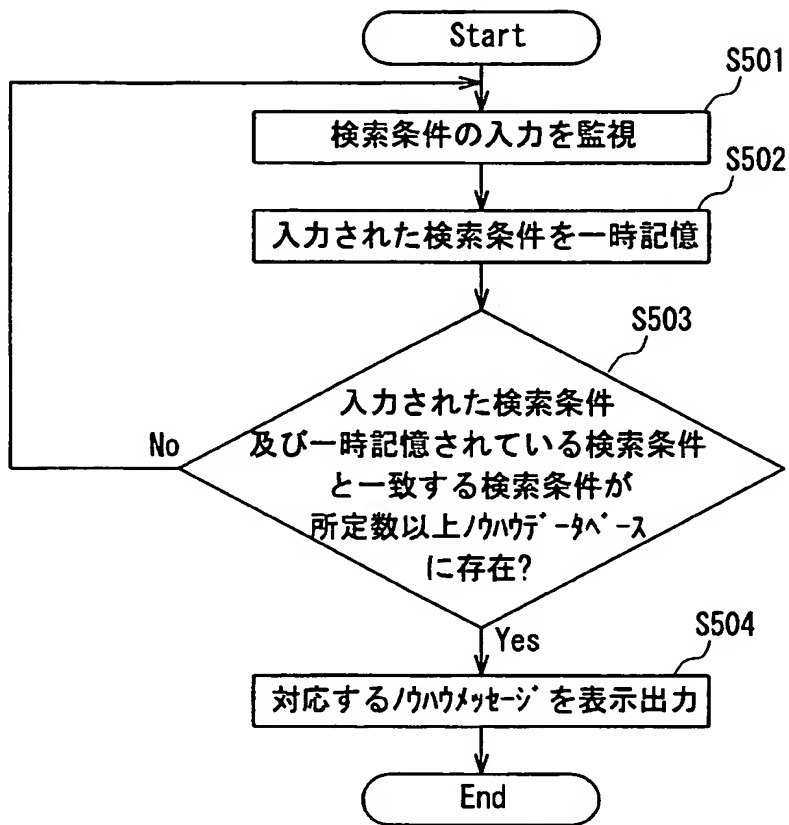 Start
S501
検索条件の入力を監視
S502
入力された検索条件を一時記憶
S503
入力された検索条件
及び一時記憶されている検索条件
と一致する検索条件が
所定数以上ﾉｳﾊｳﾃﾞｰﾀﾍﾞｰｽ
に存在?
No
Yes
S504
対応するﾉｳﾊｳﾒｯｾｰｼﾞを表示出力
End